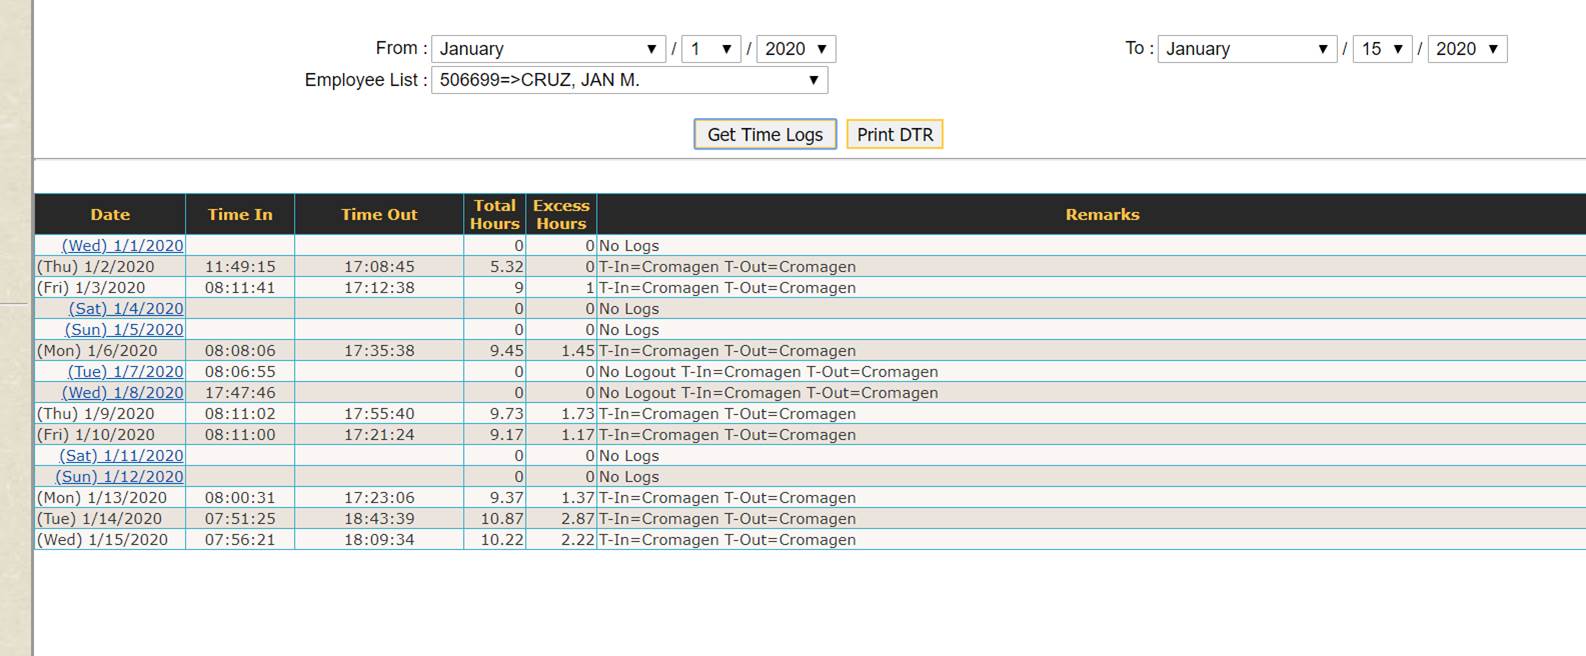 From : January / 1 / 2020 To : January / 15 / 2020
Employee List : 506699=>CRUZ, JAN M.
Get Time Logs Print DTR
Date Time In Time Out Total Hours Excess Hours Remarks
(Wed) 1/1/2020 0 0 No Logs
(Thu) 1/2/2020 11:49:15 17:08:45 5.32 0 T-In=Cromagen T-Out=Cromagen
(Fri) 1/3/2020 08:11:41 17:12:38 9 1 T-In=Cromagen T-Out=Cromagen
(Sat) 1/4/2020 0 0 No Logs
(Sun) 1/5/2020 0 0 No Logs
(Mon) 1/6/2020 08:08:06 17:35:38 9.45 1.45 T-In=Cromagen T-Out=Cromagen
(Tue) 1/7/2020 08:06:55 0 0 No Logout T-In=Cromagen T-Out=Cromagen
(Wed) 1/8/2020 17:47:46 0 0 No Logout T-In=Cromagen T-Out=Cromagen
(Thu) 1/9/2020 08:11:02 17:55:40 9.73 1.73 T-In=Cromagen T-Out=Cromagen
(Fri) 1/10/2020 08:11:00 17:21:24 9.17 1.17 T-In=Cromagen T-Out=Cromagen
(Sat) 1/11/2020 0 0 No Logs
(Sun) 1/12/2020 0 0 No Logs
(Mon) 1/13/2020 08:00:31 17:23:06 9.37 1.37 T-In=Cromagen T-Out=Cromagen
(Tue) 1/14/2020 07:51:25 18:43:39 10.87 2.87 T-In=Cromagen T-Out=Cromagen
(Wed) 1/15/2020 07:56:21 18:09:34 10.22 2.22 T-In=Cromagen T-Out=Cromagen